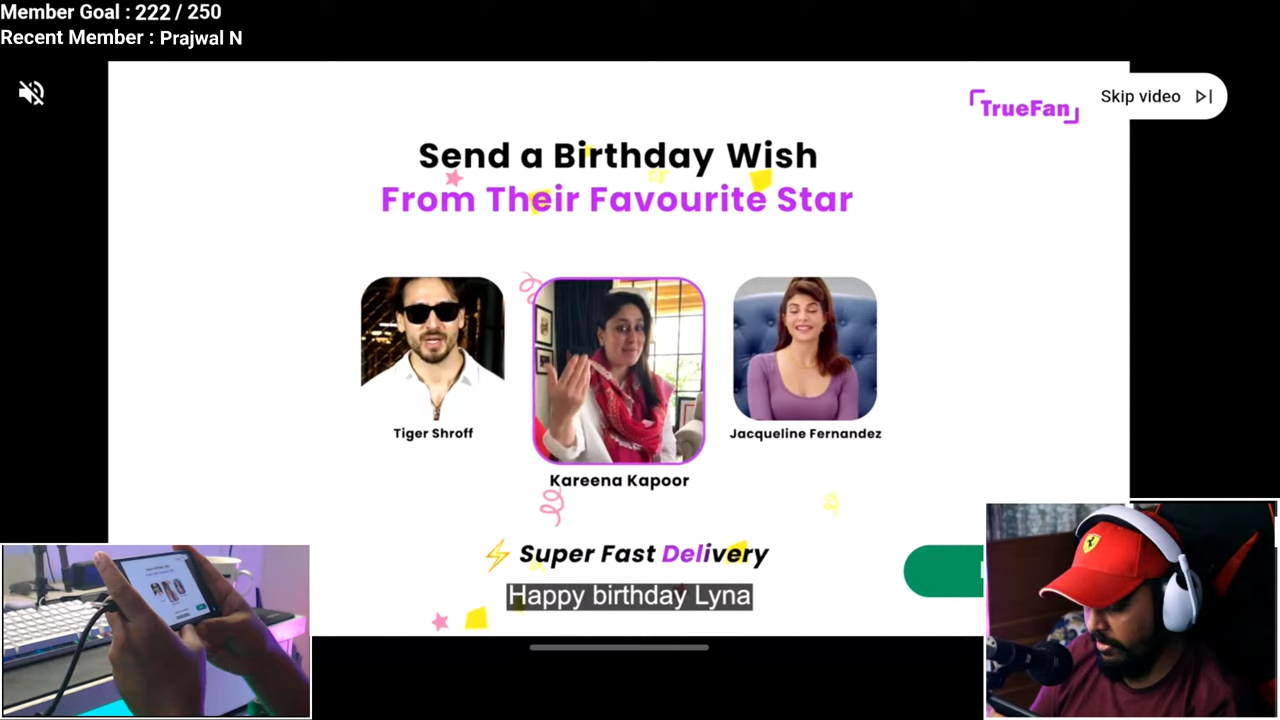 Member Goal : 222 / 250
Recent Member : Prajwal N
Skip video
TrueFan
Send a Birthday Wish
From Their Favourite Star
Tiger Shroff
Kareena Kapoor
Jacqueline Fernandez
Super Fast Delivery
Happy birthday Lyna